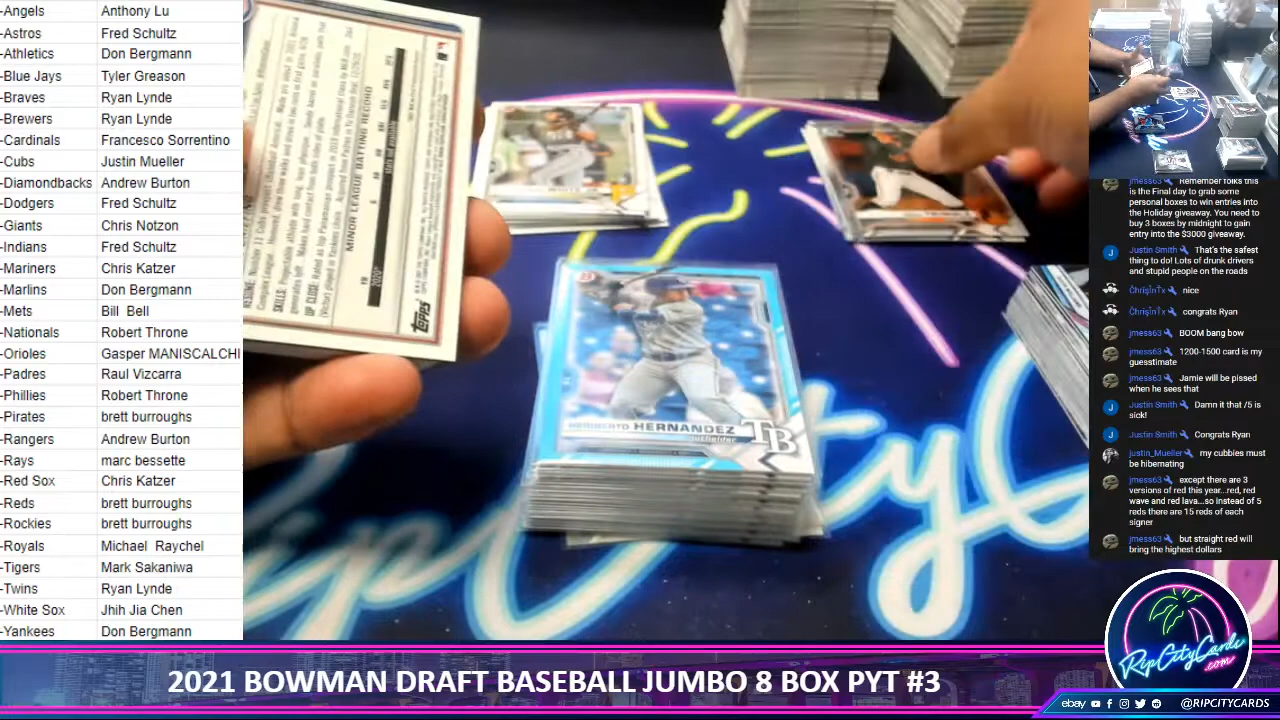 -Angels Anthony Lu
-Astros Fred Schultz
-Athletics Don Bergmann
-Blue Jays Tyler Greason
-Braves Ryan Lynde
-Brewers Ryan Lynde
-Cardinals Francesco Sorrentino
-Cubs Justin Mueller
-Diamondbacks Andrew Burton
-Dodgers Fred Schultz
-Giants Chris Notzon
-Indians Fred Schultz
-Mariners Chris Katzer
-Marlins Don Bergmann
-Mets Bill Bell
-Nationals Robert Throne
-Orioles Gasper MANISCALCHI
-Padres Raul Vizcarra
-Phillies Robert Throne
-Pirates brett burroughs
-Rangers Andrew Burton
-Rays marc bessette
-Red Sox Chris Katzer
-Reds brett burroughs
-Rockies brett burroughs
-Royals Michael Raychel
-Tigers Mark Sakaniwa
-Twins Ryan Lynde
-White Sox Jhih Jia Chen
-Yankees Don Bergmann
MINOR LEAGUE BATTING RECORD
topps
HERNANDEZ
outfielder
TB
jmess63 Remember folks this
is the Final day to grab some
personal boxes to win entries into
the Holiday giveaway. You need to
buy 3 boxes by midnight to gain
entry into the $3000 giveaway.
Justin Smith That's the safest
thing to do! Lots of drunk drivers
and stupid people on the roads
nice
congrats Ryan
jmess63 BOOM bang bow
jmess63 1200-1500 card is my
guesstimate
jmess63 Jamie will be pissed
when he sees that
Justin Smith Damn it that /5 is
sick!
Justin Smith Congrats Ryan
justin_Mueller my cubbies must
be hibernating
jmess63 except there are 3
versions of red this year...red, red
wave and red lava...so instead of 5
reds there are 15 reds of each
signer
jmess63 but straight red will
bring the highest dollars
RipCityCards
.com
2021 BOWMAN DRAFT BASEBALL JUMBO 8 BOX PYT #3
ebay @RIPCITYCARDS